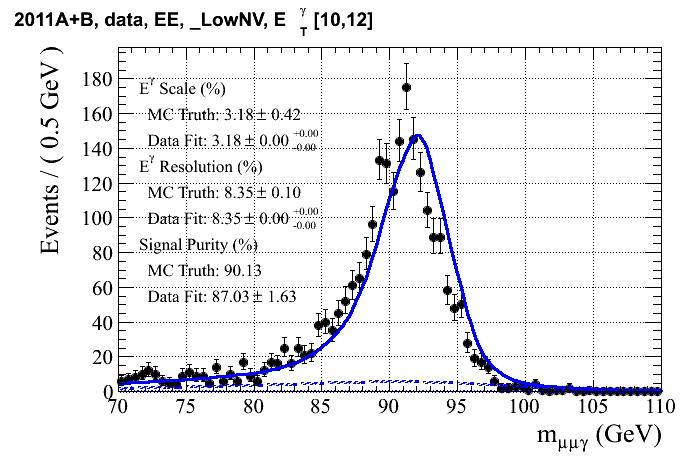 2011A+B, data, EE, _LowNV, E γ T [10,12]
Events / ( 0.5 GeV )
180
160
140
120
100
80
60
40
20
0
E^γ Scale (%)
MC Truth: 3.18 ± 0.42
Data Fit: 3.18 ± 0.00 +0.00 -0.00
E^γ Resolution (%)
MC Truth: 8.35 ± 0.10
Data Fit: 8.35 ± 0.00 +0.00 -0.00
Signal Purity (%)
MC Truth: 90.13
Data Fit: 87.03 ± 1.63
70 75 80 85 90 95 100 105 110
m_μμγ (GeV)